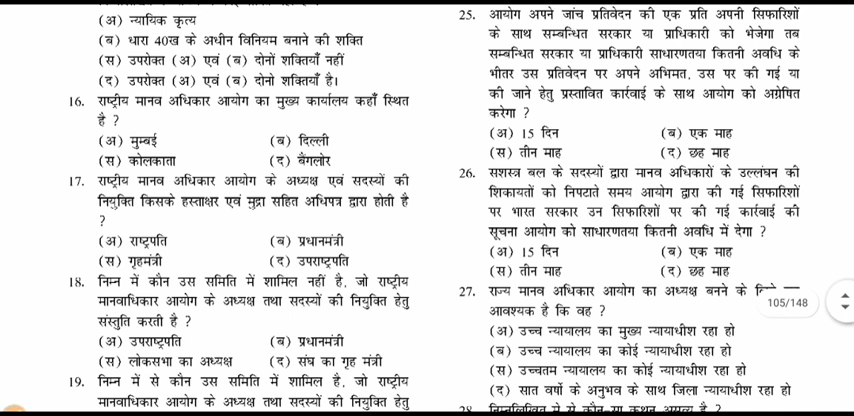 (अ) न्यायिक कृत्य
(ब) धारा 40ख के अधीन विनियम बनाने की शक्ति
(स) उपरोक्त (अ) एवं (ब) दोनों शक्तियाँ नहीं
(द) उपरोक्त (अ) एवं (ब) दोनो शक्तियाँ है।
16. राष्ट्रीय मानव अधिकार आयोग का मुख्य कार्यालय कहाँ स्थित
है ?
(अ) मुम्बई (ब) दिल्ली
(स) कोलकाता (द) बैंगलोर
17. राष्ट्रीय मानव अधिकार आयोग के अध्यक्ष एवं सदस्यों की
नियुक्ति किसके हस्ताक्षर एवं मुद्रा सहित अधिपत्र द्वारा होती है
?
(अ) राष्ट्रपति (ब) प्रधानमंत्री
(स) गृहमंत्री (द) उपराष्ट्रपति
18. निम्न में कौन उस समिति में शामिल नहीं है, जो राष्ट्रीय
मानवाधिकार आयोग के अध्यक्ष तथा सदस्यों की नियुक्ति हेतु
संस्तुति करती है ?
(अ) उपराष्ट्रपति (ब) प्रधानमंत्री
(स) लोकसभा का अध्यक्ष (द) संघ का गृह मंत्री
19. निम्न में से कौन उस समिति में शामिल है, जो राष्ट्रीय
मानवाधिकार आयोग के अध्यक्ष तथा सदस्यों की नियुक्ति हेतु
25. आयोग अपने जांच प्रतिवेदन की एक प्रति अपनी सिफारिशों
के साथ सम्बन्धित सरकार या प्राधिकारी को भेजेगा तब
सम्बन्धित सरकार या प्राधिकारी साधारणतया कितनी अवधि के
भीतर उस प्रतिवेदन पर अपने अभिमत, उस पर की गई या
की जाने हेतु प्रस्तावित कार्रवाई के साथ आयोग को अग्रेषित
करेगा ?
(अ) 15 दिन (ब) एक माह
(स) तीन माह (द) छह माह
26. सशस्त्र बल के सदस्यों द्वारा मानव अधिकारों के उल्लंघन की
शिकायतों को निपटाते समय आयोग द्वारा की गई सिफारिशों
पर भारत सरकार उन सिफारिशों पर की गई कार्रवाई की
सूचना आयोग को साधारणतया कितनी अवधि में देगा ?
(अ) 15 दिन (ब) एक माह
(स) तीन माह (द) छह माह
27. राज्य मानव अधिकार आयोग का अध्यक्ष बनने के
आवश्यक है कि वह ?
105/148
(अ) उच्च न्यायालय का मुख्य न्यायाधीश रहा हो
(ब) उच्च न्यायालय का कोई न्यायाधीश रहा हो
(स) उच्चतम न्यायालय का कोई न्यायाधीश रहा हो
(द) सात वर्षो के अनुभव के साथ जिला न्यायाधीश रहा हो
28. निम्नलिखित में से कौन-सा कथन असत्य है ?